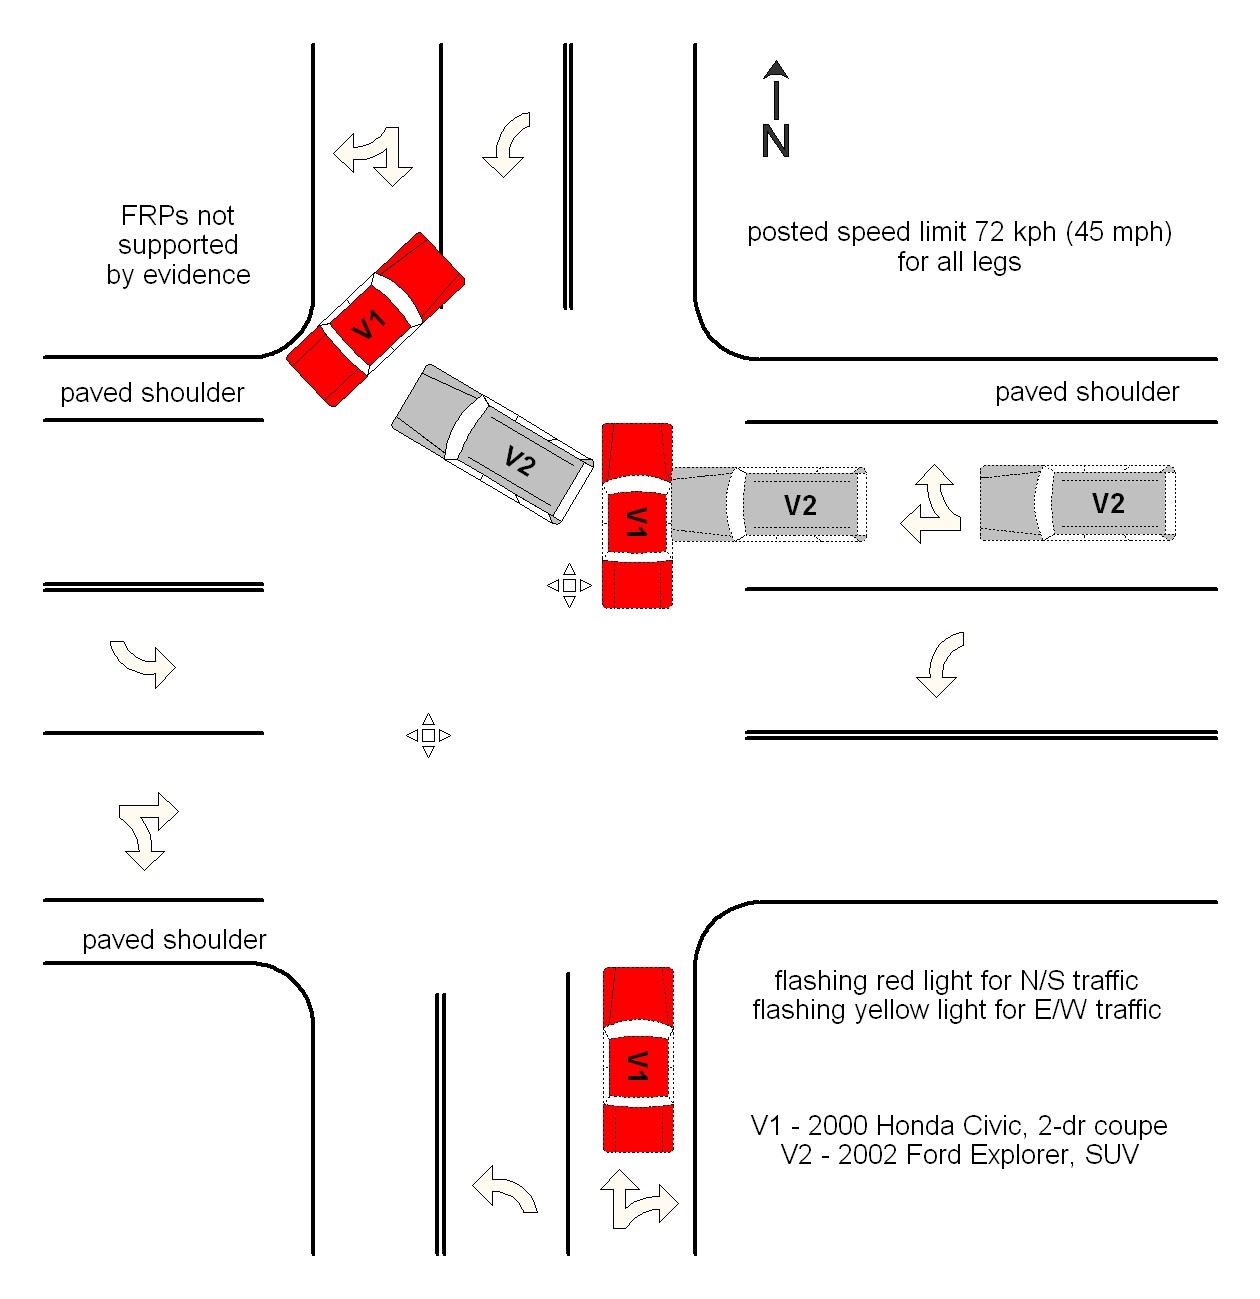 N
posted speed limit 72 kph (45 mph)
for all legs
FRPs not
supported
by evidence
V1
paved shoulder
paved shoulder
V2
V1
V2
V2
paved shoulder
flashing red light for N/S traffic
flashing yellow light for E/W traffic
V1
V1 - 2000 Honda Civic, 2-dr coupe
V2 - 2002 Ford Explorer, SUV